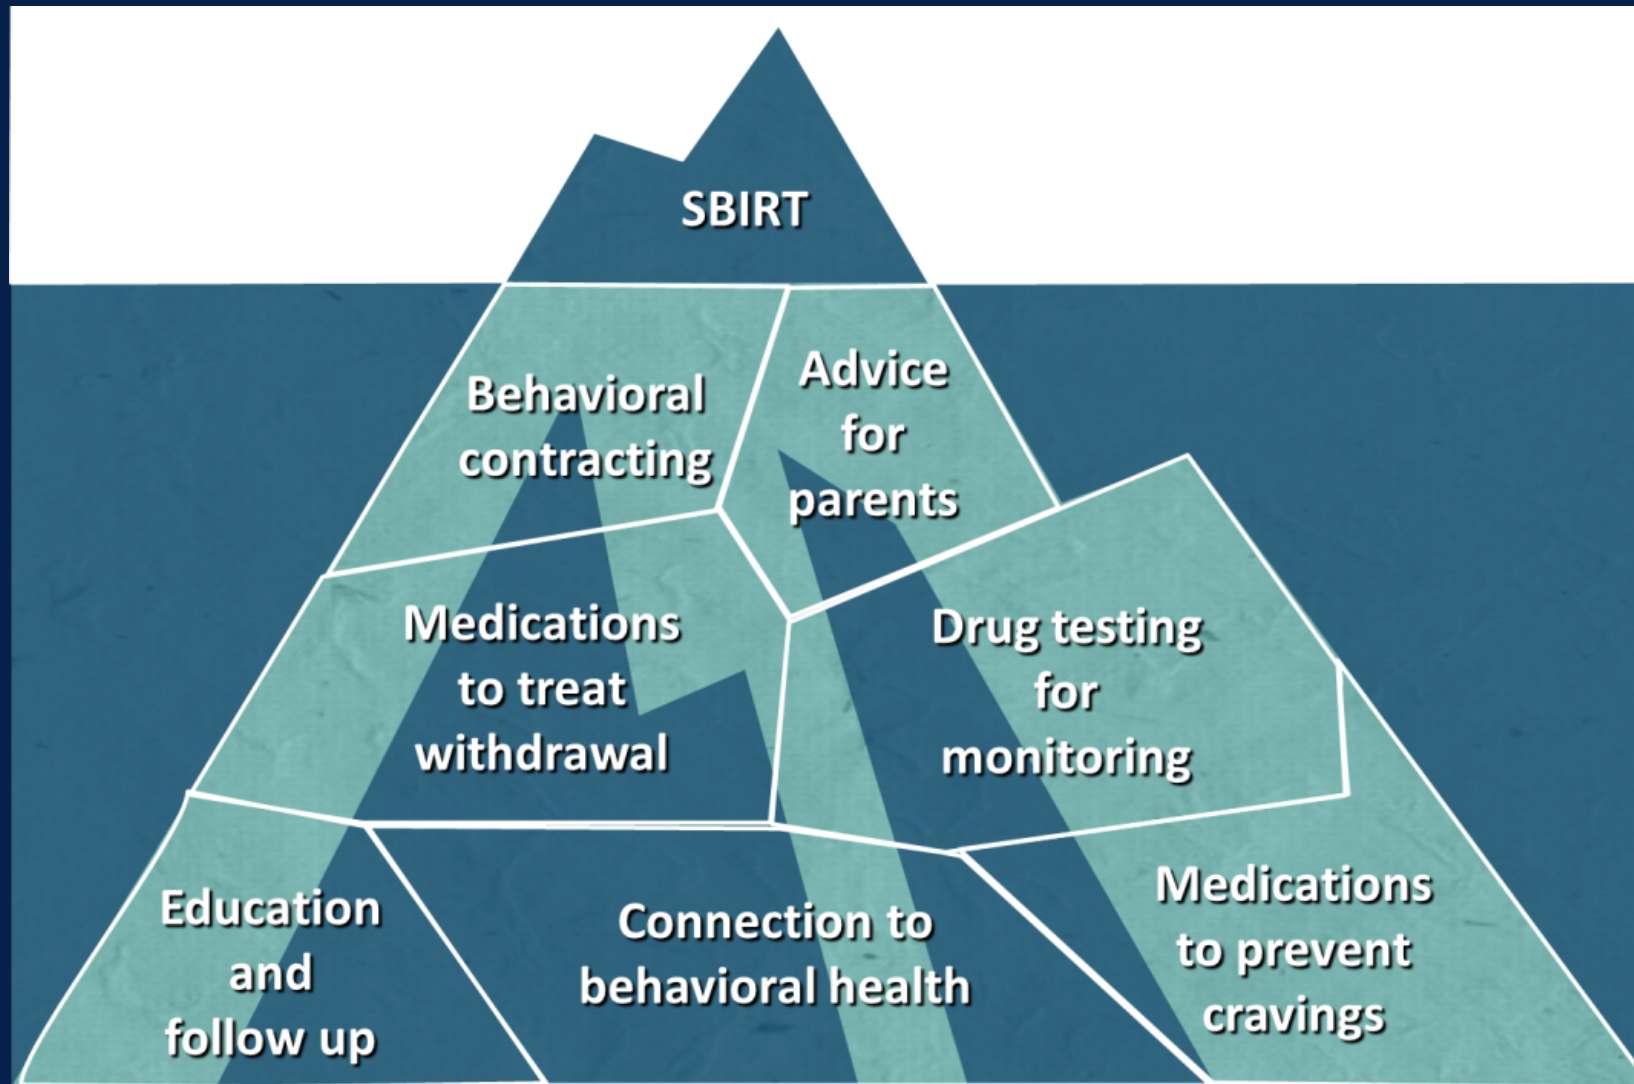 SBIRT
Behavioral
contracting
Advice
for
parents
Medications
to treat
withdrawal
Drug testing
for
monitoring
Education
and
follow up
Connection to
behavioral health
Medications
to prevent
cravings